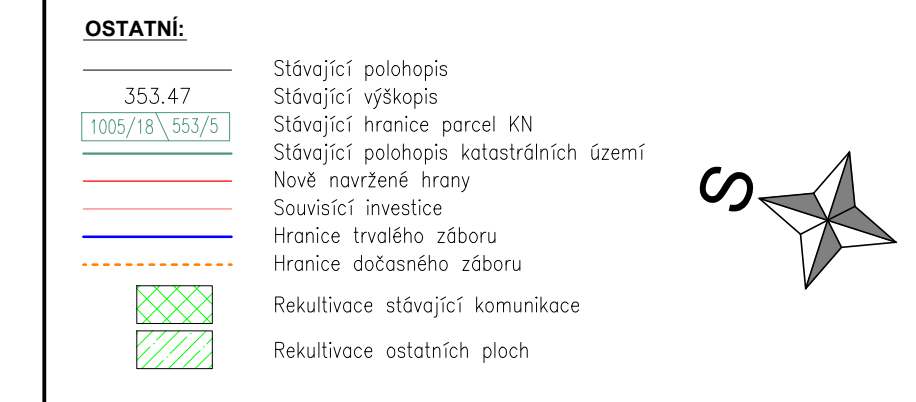 OSTATNÍ:
Stávající polohopis
353.47 Stávající výškopis
1005/18 553/5 Stávající hranice parcel KN
Stávající polohopis katastrálních území
Nově navržené hrany
Souvisící investice
Hranice trvalého záboru
Hranice dočasného záboru
Rekultivace stávající komunikace
Rekultivace ostatních ploch
S